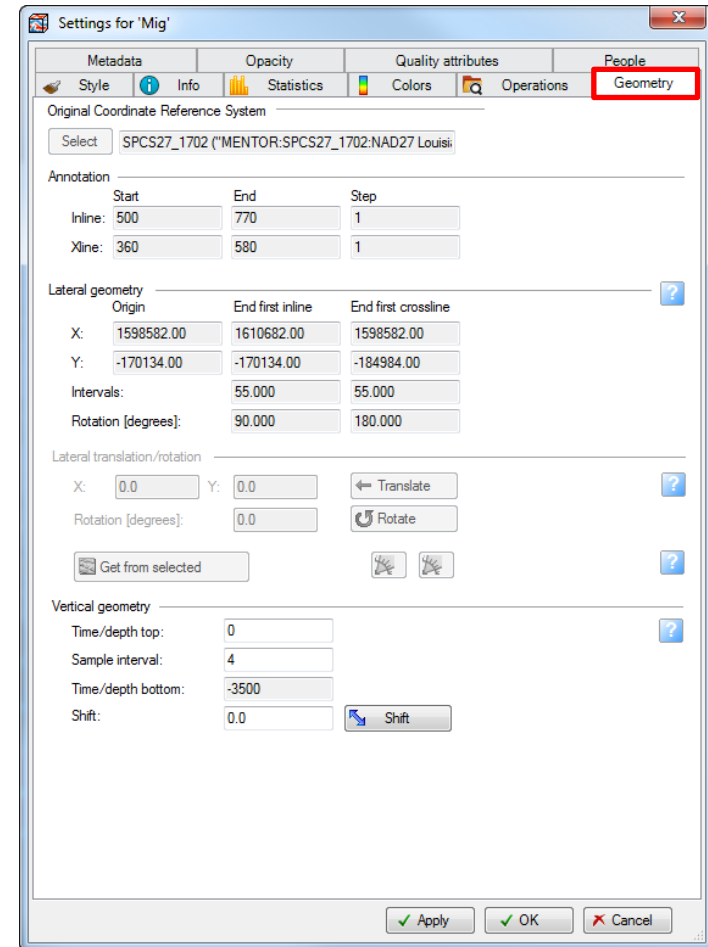 Settings for 'Mig'
x
Metadata Opacity Quality attributes People
Style Info Statistics Colors Operations Geometry
Original Coordinate Reference System
Select SPCS27_1702 ("MENTOR:SPCS27_1702:NAD27 Louisi
Annotation
Start End Step
Inline: 500 770 1
Xline: 360 580 1
Lateral geometry ?
Origin End first inline End first crossline
X: 1598582.00 1610682.00 1598582.00
Y: -170134.00 -170134.00 -184984.00
Intervals: 55.000 55.000
Rotation [degrees]: 90.000 180.000
Lateral translation/rotation
X: 0.0 Y: 0.0 Translate ?
Rotation [degrees]: 0.0 Rotate
Get from selected ?
Vertical geometry
Time/depth top: 0 ?
Sample interval: 4
Time/depth bottom: -3500
Shift: 0.0 Shift
Apply OK Cancel